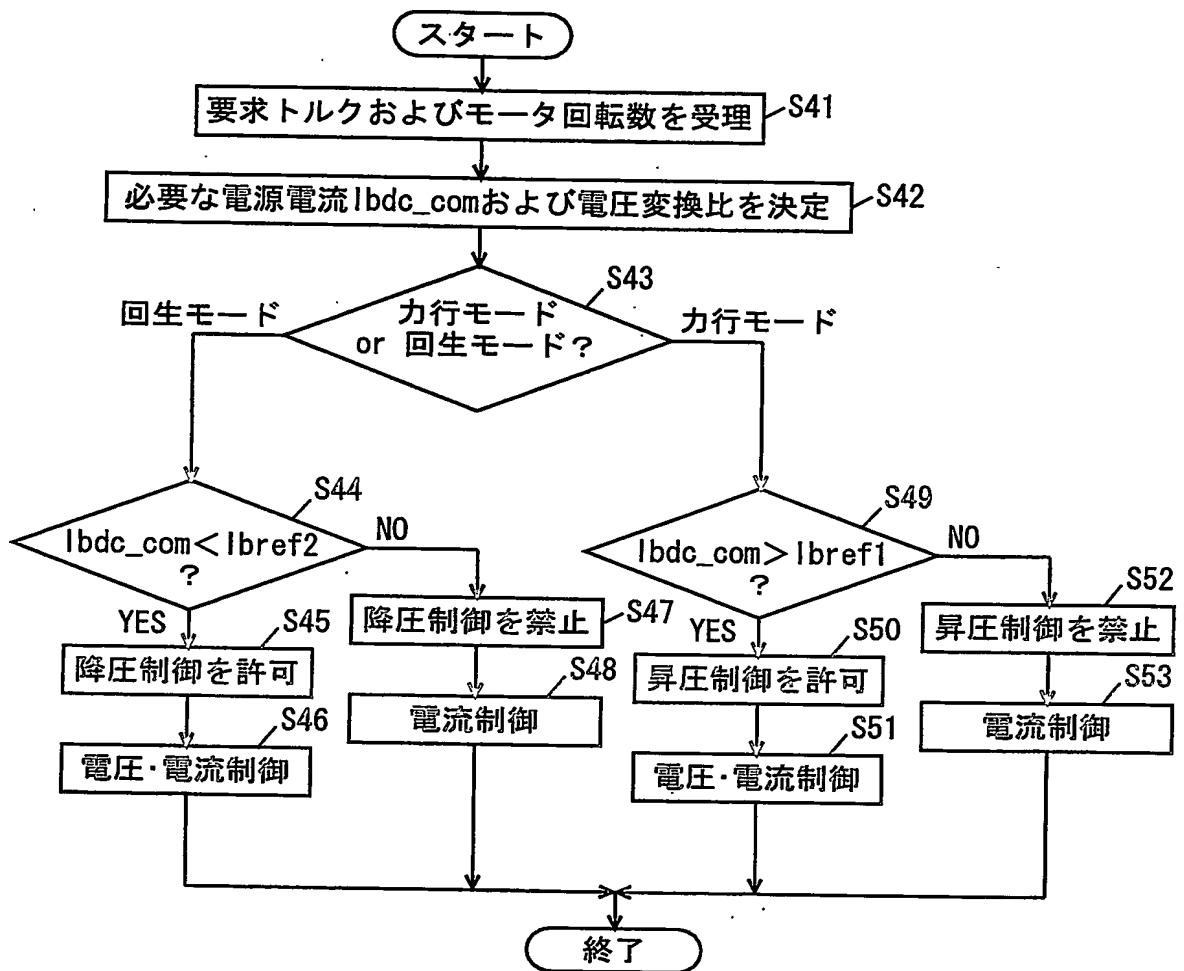 スタート
要求トルクおよびモータ回転数を受理
S41
必要な電源電流Ibdc_comおよび電圧変換比を決定
S42
S43
回生モード
力行モード
or 回生モード?
力行モード
S44
Ibdc_com<Ibref2
?
NO
YES
S45
降圧制御を許可
S46
電圧・電流制御
降圧制御を禁止
S47
S48
電流制御
S49
Ibdc_com>Ibref1
?
NO
YES
S50
昇圧制御を許可
S51
電圧・電流制御
S52
昇圧制御を禁止
S53
電流制御
終了